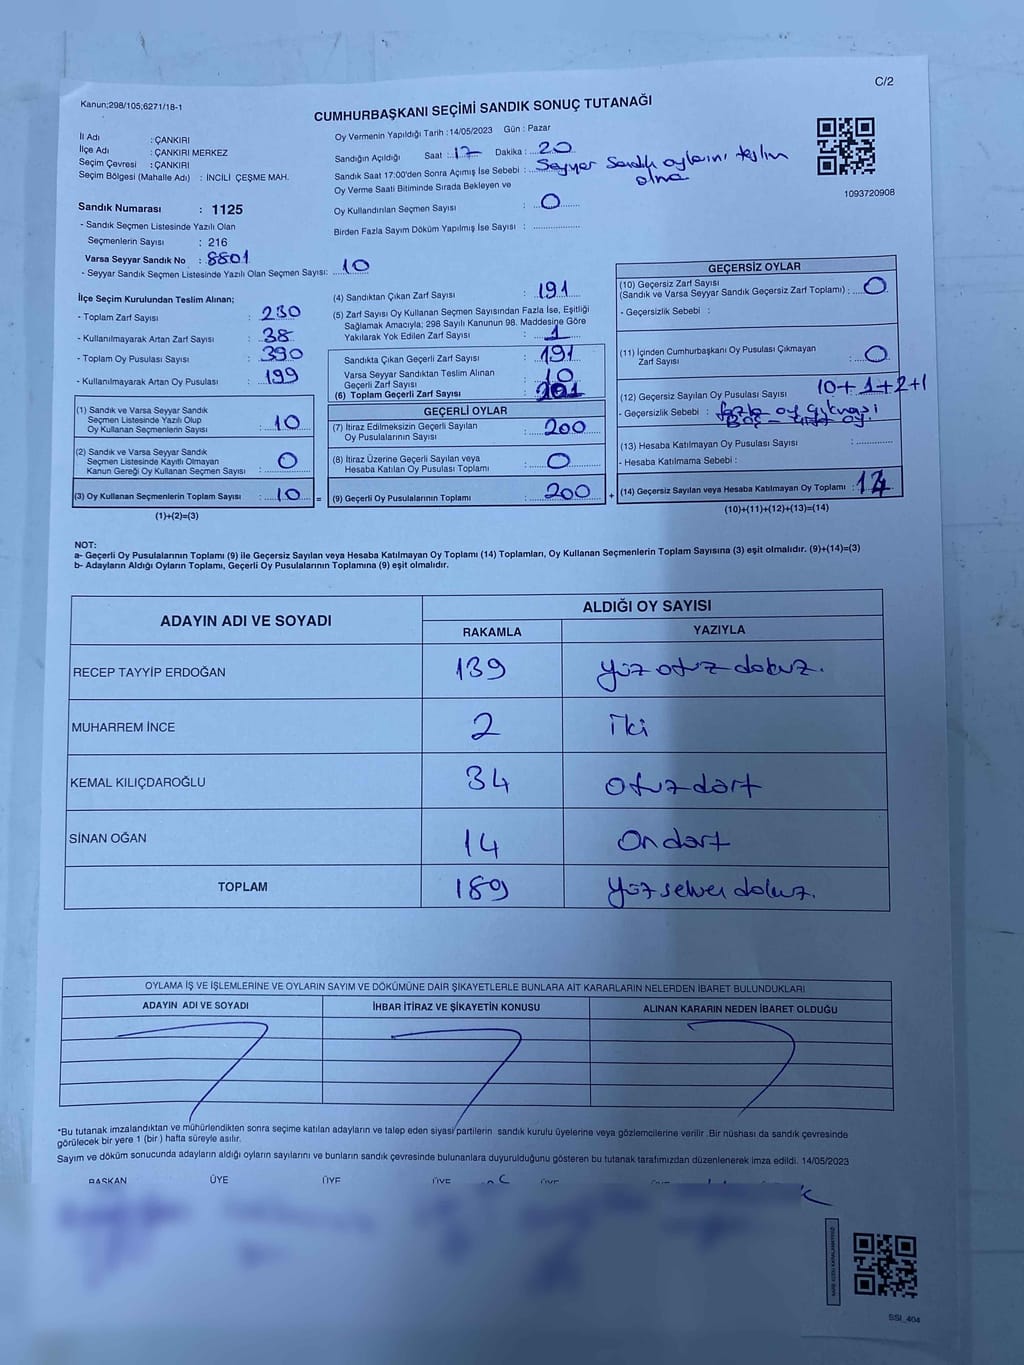 C/2
Kanun;298/105;6271/18-1
CUMHURBAŞKANI SEÇİMİ SANDIK SONUÇ TUTANAĞI
İl Adı : ÇANKIRI
İlçe Adı : ÇANKIRI MERKEZ
Seçim Çevresi : ÇANKIRI
Seçim Bölgesi (Mahalle Adı) : İNCİLİ ÇEŞME MAH.
Oy Vermenin Yapıldığı Tarih : 14/05/2023 Gün : Pazar
Sandığın Açıldığı Saat : 17 Dakika : 20
Sandık Saat 17:00'den Sonra Açımış İse Sebebi : Seyyar Sandık oylarını teslim
olma
Oy Verme Saati Bitiminde Sırada Bekleyen ve
Oy Kullandırılan Seçmen Sayısı : 0
Birden Fazla Sayım Döküm Yapılmış İse Sayısı :
1093720908
Sandık Numarası : 1125
- Sandık Seçmen Listesinde Yazılı Olan
Seçmenlerin Sayısı : 216
Varsa Seyyar Sandık No : 8801
- Seyyar Sandık Seçmen Listesinde Yazılı Olan Seçmen Sayısı: 10
İlçe Seçim Kurulundan Teslim Alınan;
- Toplam Zarf Sayısı : 230
- Kullanılmayarak Artan Zarf Sayısı : 38
- Toplam Oy Pusulası Sayısı : 390
- Kullanılmayarak Artan Oy Pusulası : 199
(1) Sandık ve Varsa Seyyar Sandık
Seçmen Listesinde Yazılı Olup
Oy Kullanan Seçmenlerin Sayısı : 10
(2) Sandık ve Varsa Seyyar Sandık
Seçmen Listesinde Kayıtlı Olmayan
Kanun Gereği Oy Kullanan Seçmen Sayısı : 0
(3) Oy Kullanan Seçmenlerin Toplam Sayısı : 10 =
(1)+(2)=(3)
(4) Sandıktan Çıkan Zarf Sayısı : 191
(5) Zarf Sayısı Oy Kullanan Seçmen Sayısından Fazla İse, Eşitliği
Sağlamak Amacıyla; 298 Sayılı Kanunun 98. Maddesine Göre
Yakılarak Yok Edilen Zarf Sayısı : 1
Sandıkta Çıkan Geçerli Zarf Sayısı : 191
Varsa Seyyar Sandıktan Teslim Alınan
Geçerli Zarf Sayısı : 10
(6) Toplam Geçerli Zarf Sayısı : 201
GEÇERLİ OYLAR
(7) İtiraz Edilmeksizin Geçerli Sayılan
Oy Pusulalarının Sayısı : 200
(8) İtiraz Üzerine Geçerli Sayılan veya
Hesaba Katılan Oy Pusulası Toplamı : 0
(9) Geçerli Oy Pusulalarının Toplamı : 200 +
GEÇERSİZ OYLAR
(10) Geçersiz Zarf Sayısı
(Sandık ve Varsa Seyyar Sandık Geçersiz Zarf Toplamı) : 0
- Geçersizlik Sebebi :
(11) İçinden Cumhurbaşkanı Oy Pusulası Çıkmayan
Zarf Sayısı : 0
(12) Geçersiz Sayılan Oy Pusulası Sayısı 10+1+2+1
- Geçersizlik Sebebi : fazla oy çıkması
Boş
(13) Hesaba Katılmayan Oy Pusulası Sayısı :
- Hesaba Katılmama Sebebi :
(14) Geçersiz Sayılan veya Hesaba Katılmayan Oy Toplamı :
(10)+(11)+(12)+(13)=(14)
NOT:
a- Geçerli Oy Pusulalarının Toplamı (9) ile Geçersiz Sayılan veya Hesaba Katılmayan Oy Toplamı (14) Toplamları, Oy Kullanan Seçmenlerin Toplam Sayısına (3) eşit olmalıdır. (9)+(14)=(3)
b- Adayların Aldığı Oyların Toplamı, Geçerli Oy Pusulalarının Toplamına (9) eşit olmalıdır.
ADAYIN ADI VE SOYADI
ALDIĞI OY SAYISI
RAKAMLA YAZIYLA
RECEP TAYYİP ERDOĞAN 139 yüz otuz dokuz.
MUHARREM İNCE 2 iki
KEMAL KILIÇDAROĞLU 34 Otuz dört
SİNAN OĞAN 14 On dört
TOPLAM 189 yüz seksen dokuz.
OYLAMA İŞ VE İŞLEMLERİNE VE OYLARIN SAYIM VE DÖKÜMÜNE DAİR ŞİKAYETLERLE BUNLARA AİT KARARLARIN NELERDEN İBARET BULUNDUKLARI
ADAYIN ADI VE SOYADI İHBAR İTİRAZ VE ŞİKAYETİN KONUSU ALINAN KARARIN NEDEN İBARET OLDUĞU
*Bu tutanak imzalandıktan ve mühürlendikten sonra seçime katılan adayların ve talep eden siyasi partilerin sandık kurulu üyelerine veya gözlemcilerine verilir .Bir nüshası da sandık çevresinde
görülecek bir yere 1 (bir ) hafta süreyle asılır.
Sayım ve döküm sonucunda adayların aldığı oyların sayılarını ve bunların sandık çevresinde bulunanlara duyurulduğunu gösteren bu tutanak tarafımızdan düzenlenerek imza edildi. 14/05/2023
BAŞKAN ÜYE ÜYE ÜYE ÜYE
SSI_404